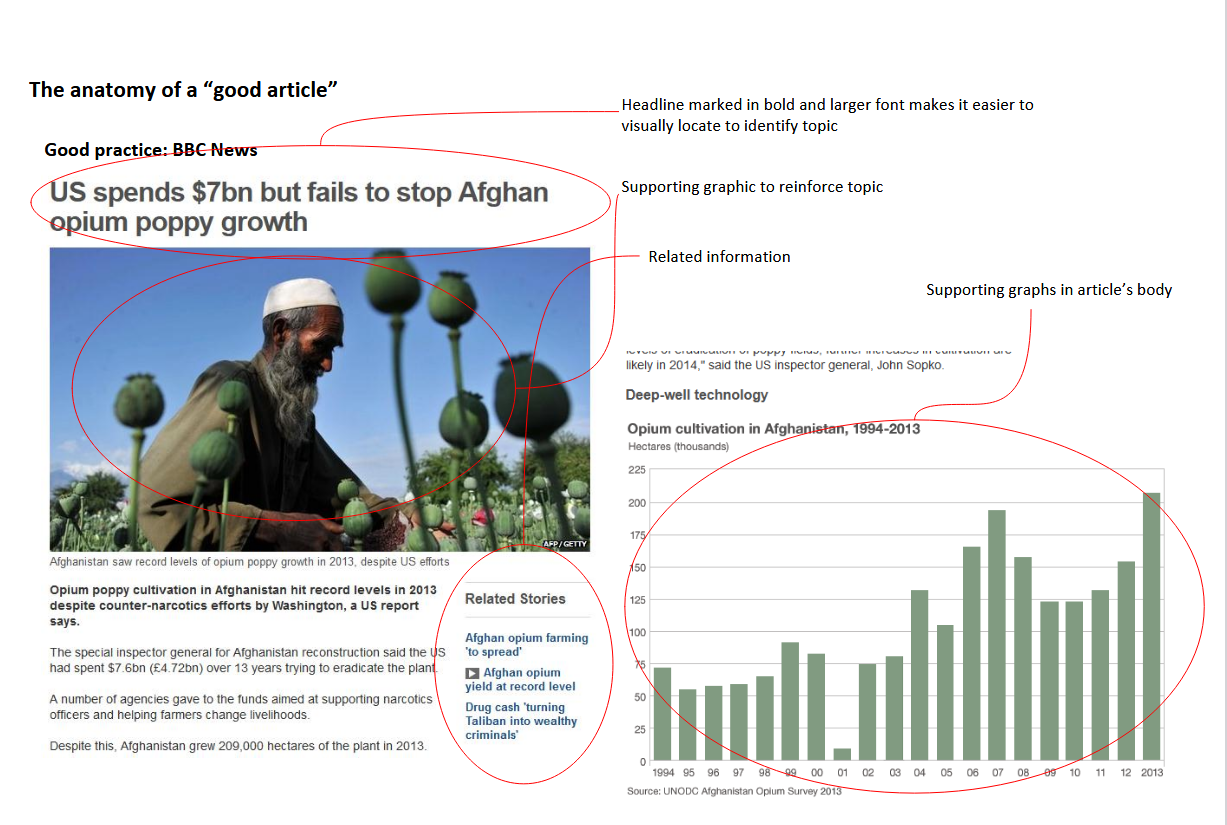 The anatomy of a “good article”
Headline marked in bold and larger font makes it easier to
visually locate to identify topic
Good practice: BBC News
US spends $7bn but fails to stop Afghan
opium poppy growth
Supporting graphic to reinforce topic
Related information
Supporting graphs in article’s body
AFP/GETTY
Afghanistan saw record levels of opium poppy growth in 2013, despite US efforts
Opium poppy cultivation in Afghanistan hit record levels in 2013
despite counter-narcotics efforts by Washington, a US report
says.
The special inspector general for Afghanistan reconstruction said the US
had spent $7.6bn (£4.72bn) over 13 years trying to eradicate the plant.
A number of agencies gave to the funds aimed at supporting narcotics
officers and helping farmers change livelihoods.
Despite this, Afghanistan grew 209,000 hectares of the plant in 2013.
Related Stories
Afghan opium farming
'to spread'
Afghan opium
yield at record level
Drug cash 'turning
Taliban into wealthy
criminals'
levels of eradication of poppy fields, further increases in cultivation are
likely in 2014," said the US inspector general, John Sopko.
Deep-well technology
Opium cultivation in Afghanistan, 1994-2013
Hectares (thousands)
225
200
175
150
125
100
75
50
25
0
1994 95 96 97 98 99 00 01 02 03 04 05 06 07 08 09 10 11 12 2013
Source: UNODC Afghanistan Opium Survey 2013